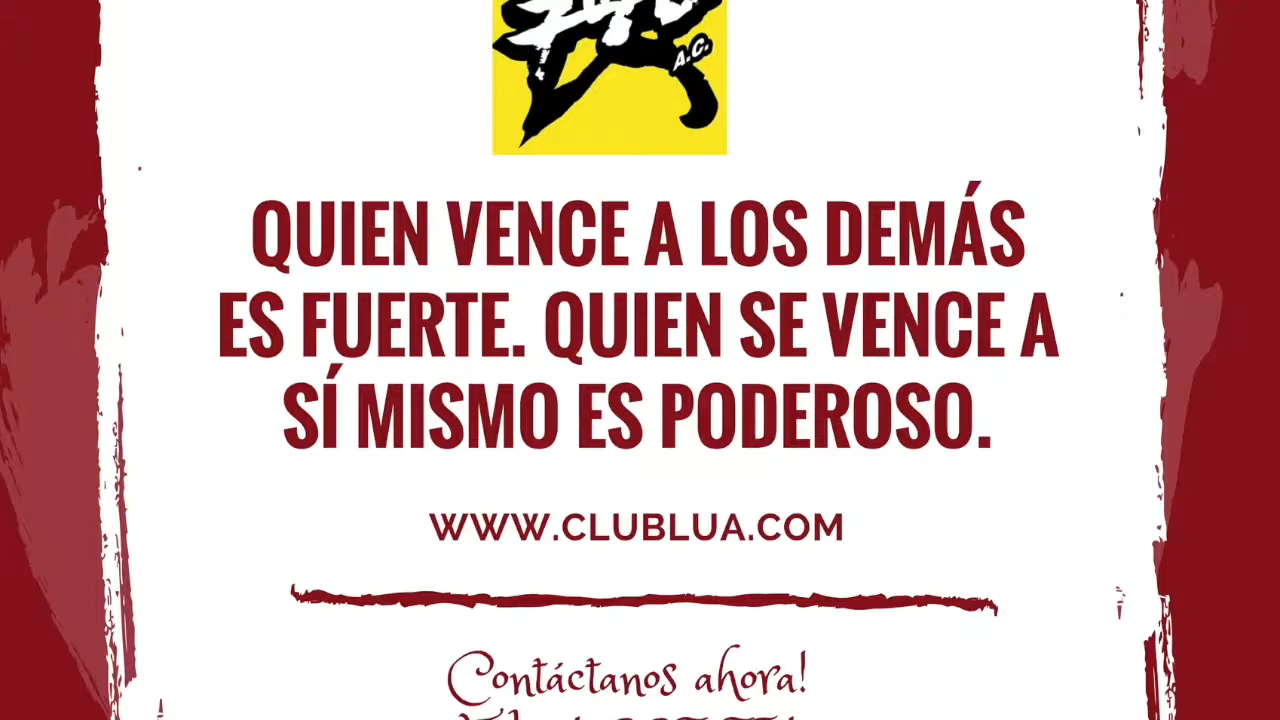 A.C.
QUIEN VENCE A LOS DEMÁS
ES FUERTE. QUIEN SE VENCE A
SÍ MISMO ES PODEROSO.
WWW.CLUBLUA.COM
Contáctanos ahora!